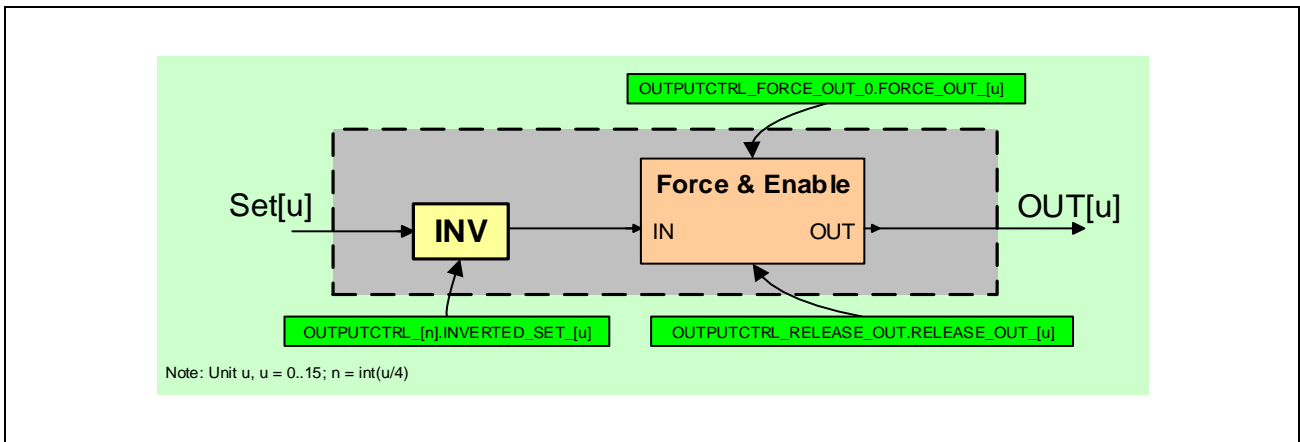 OUTPUTCTRL_FORCE_OUT_0.FORCE_OUT_[u]
Force & Enable
Set[u]
OUT[u]
INV
IN
OUT
OUTPUTCTRL_[n].INVERTED_SET_[u]
OUTPUTCTRL_RELEASE_OUT.RELEASE_OUT_[u]
Note: Unit u, u = 0..15; n = int(u/4)